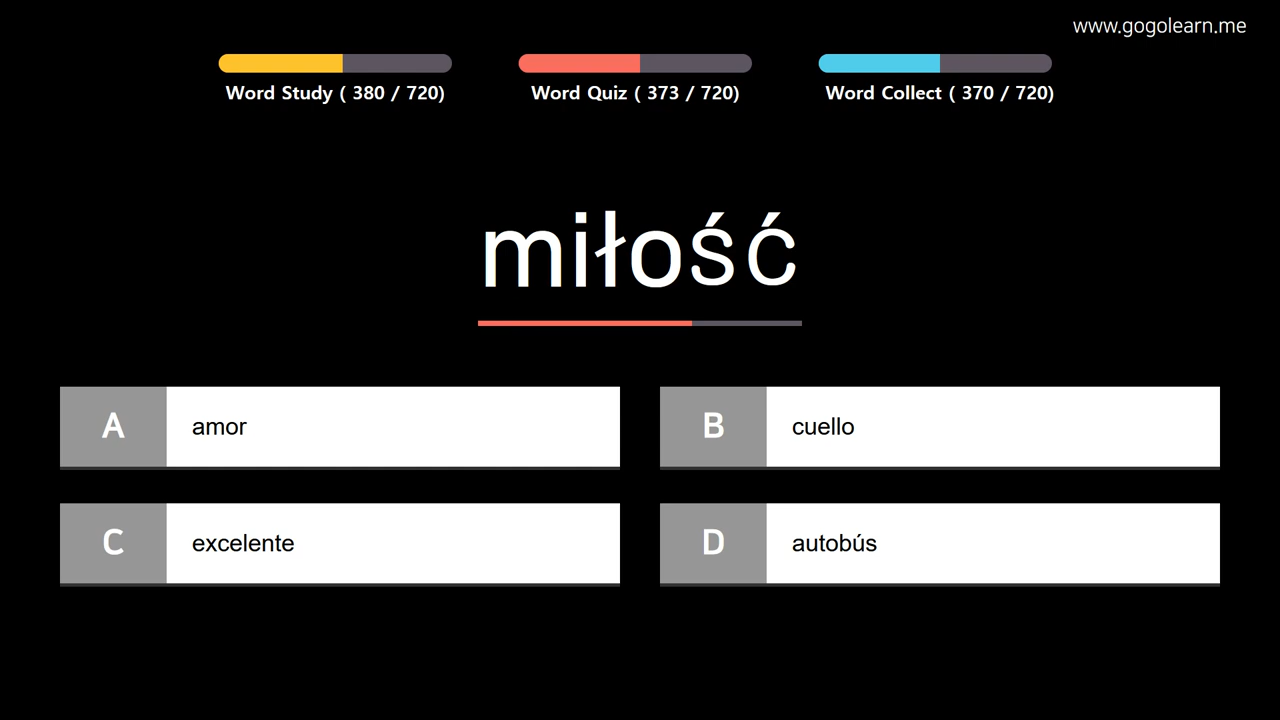 www.gogolearn.me
Word Study ( 380 / 720)
Word Quiz ( 373 / 720)
Word Collect ( 370 / 720)
miłość
A amor
B cuello
C excelente
D autobús